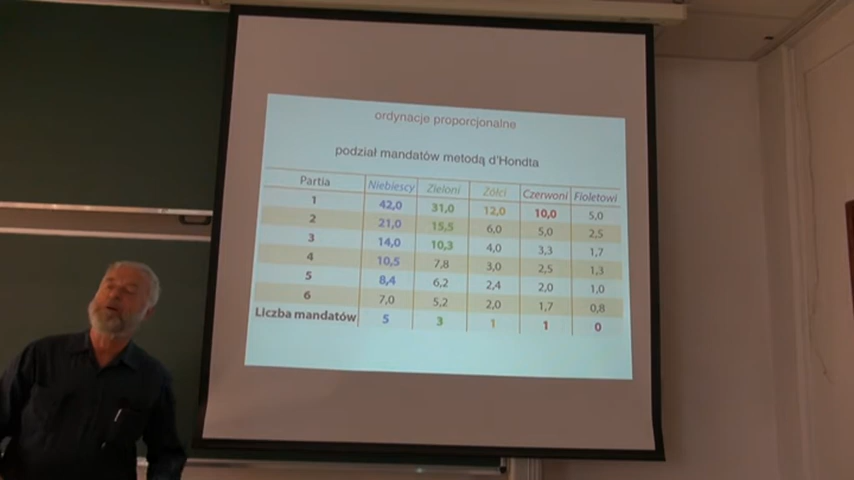 ordynacje proporcjonalne
podział mandatów metodą d'Hondta
Partia Niebiescy Zieloni Żółci Czerwoni Fioletowi
1 42,0 31,0 12,0 10,0 5,0
2 21,0 15,5 6,0 5,0 2,5
3 14,0 10,3 4,0 3,3 1,7
4 10,5 7,8 3,0 2,5 1,3
5 8,4 6,2 2,4 2,0 1,0
6 7,0 5,2 2,0 1,7 0,8
Liczba mandatów 5 3 1 1 0